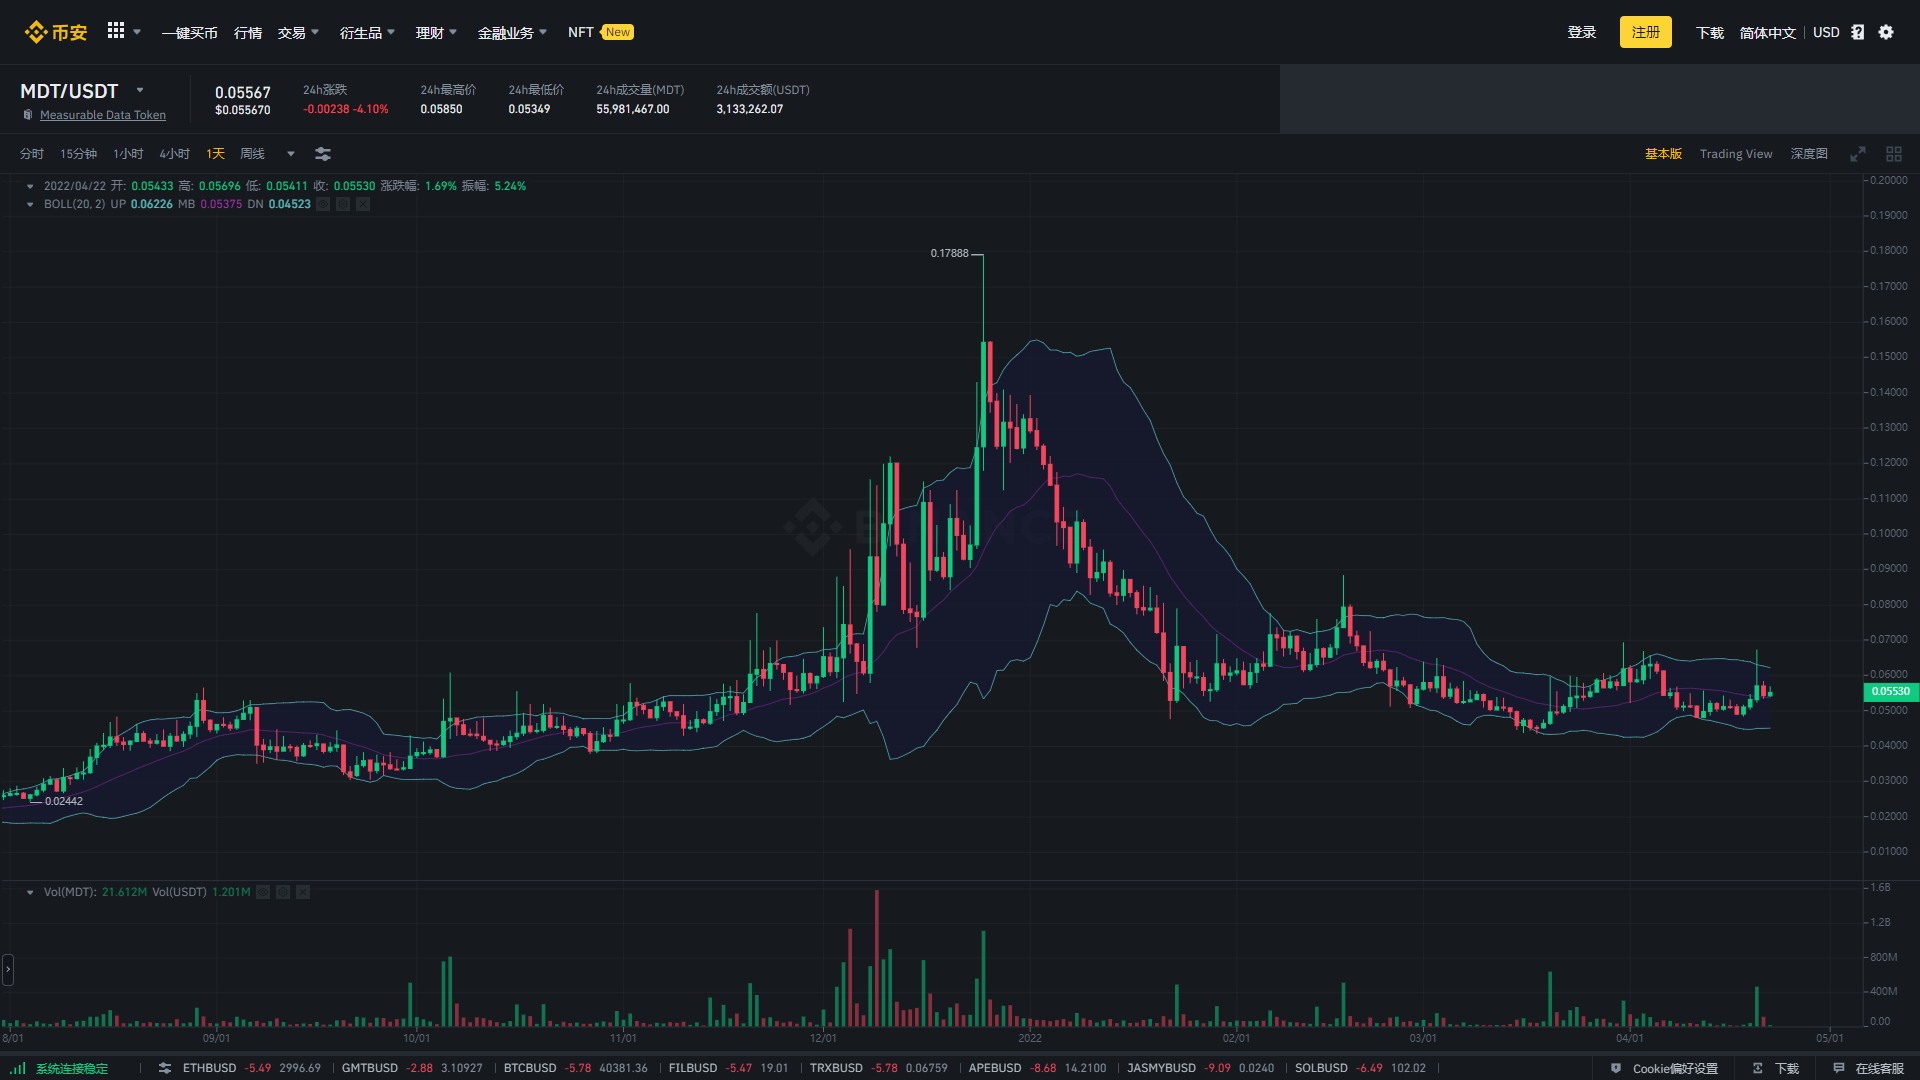 币安 一键买币 行情 交易 衍生品 理财 金融业务 NFT New 登录 注册 下载 简体中文 USD
MDT/USDT
Measurable Data Token
0.05567
$0.055670
24h涨跌
-0.00238 -4.10%
24h最高价
0.05850
24h最低价
0.05349
24h成交量(MDT)
55,981,467.00
24h成交额(USDT)
3,133,262.07
分时 15分钟 1小时 4小时 1天 周线 基本版 Trading View 深度图
2022/04/22 开: 0.05433 高: 0.05696 低: 0.05411 收: 0.05530 涨跌幅: 1.69% 振幅: 5.24%
BOLL(20, 2) UP 0.06226 MB 0.05375 DN 0.04523
0.17888
0.02442
0.20000
0.19000
0.18000
0.17000
0.16000
0.15000
0.14000
0.13000
0.12000
0.11000
0.10000
0.09000
0.08000
0.07000
0.06000
0.05530
0.05000
0.04000
0.03000
0.02000
0.01000
Vol(MDT): 21.612M Vol(USDT) 1.201M
1.6B
1.2B
800M
400M
0.00
8/01 09/01 10/01 11/01 12/01 2022 02/01 03/01 04/01 05/01
系统连接稳定 ETHBUSD -5.49 2996.69 GMTBUSD -2.88 3.10927 BTCBUSD -5.78 40381.36 FILBUSD -5.47 19.01 TRXBUSD -5.78 0.06759 APEBUSD -8.68 14.2100 JASMYBUSD -9.09 0.0240 SOLBUSD -6.49 102.02 Cookie偏好设置 下载 在线客服